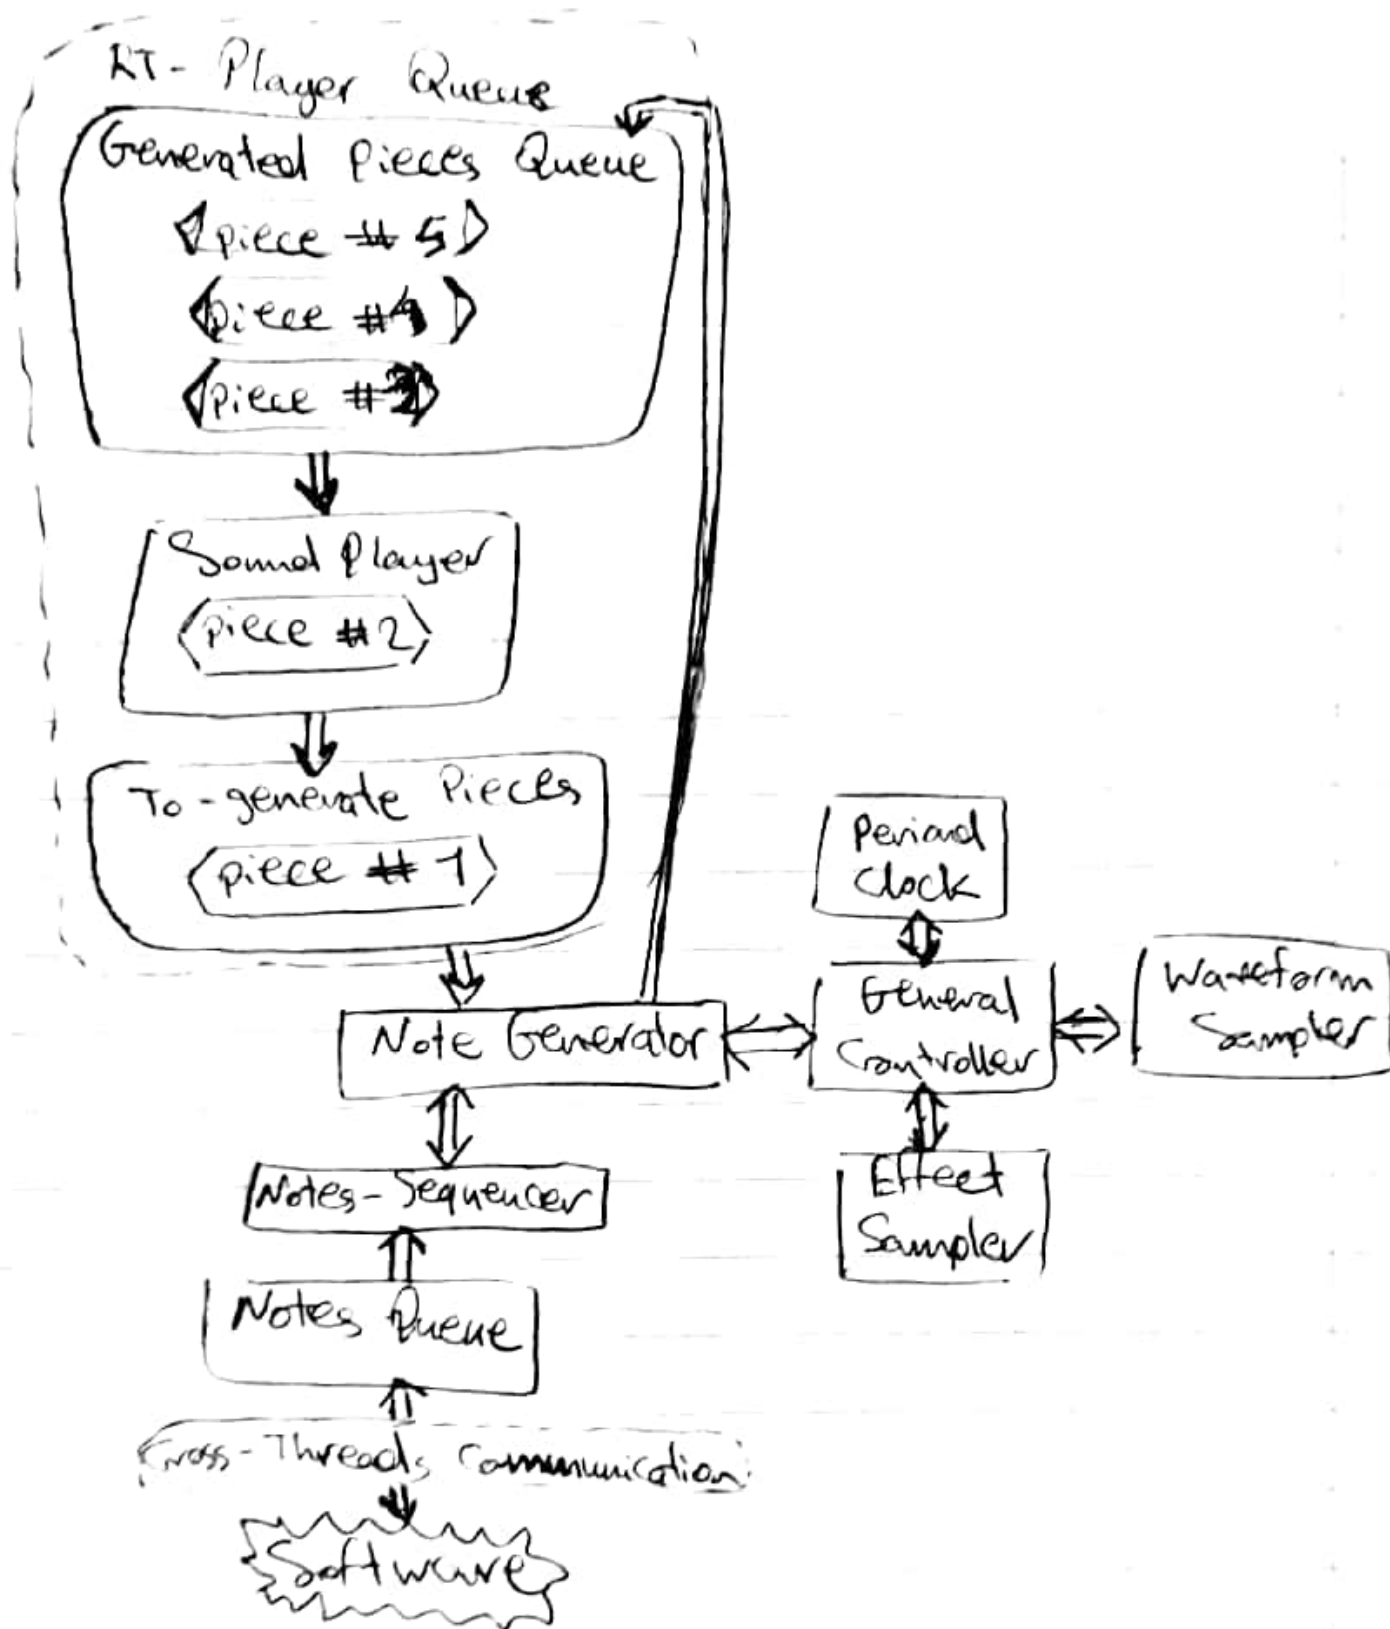 RT- Player Queue
Generated Pieces Queue
piece # 5
piece #4
piece #3
Sound Player
piece #2
To-generate Pieces
piece # 1
Period
Clock
Note Generator
General
Controller
Waveform
Sampler
Notes-Sequencer
Effect
Sampler
Notes Queue
Cross-Threads Communication
Software